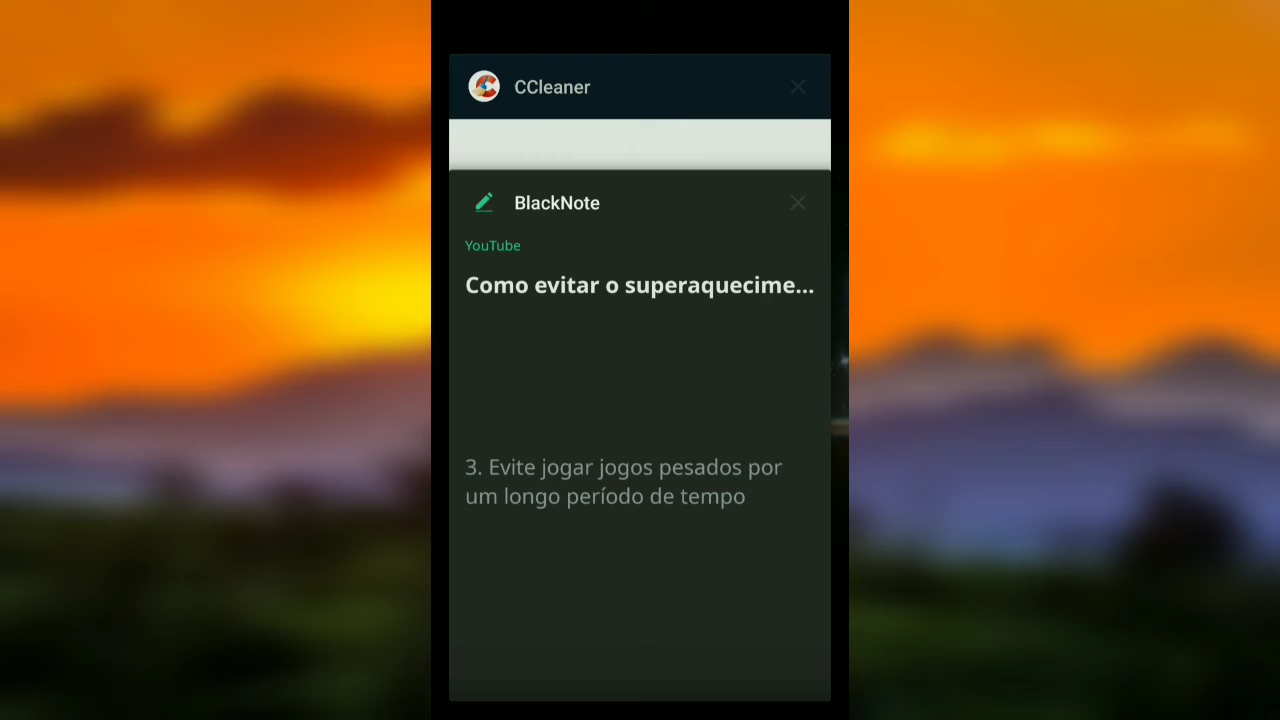 CCleaner
BlackNote
YouTube
Como evitar o superaquecime...
3. Evite jogar jogos pesados por
um longo período de tempo